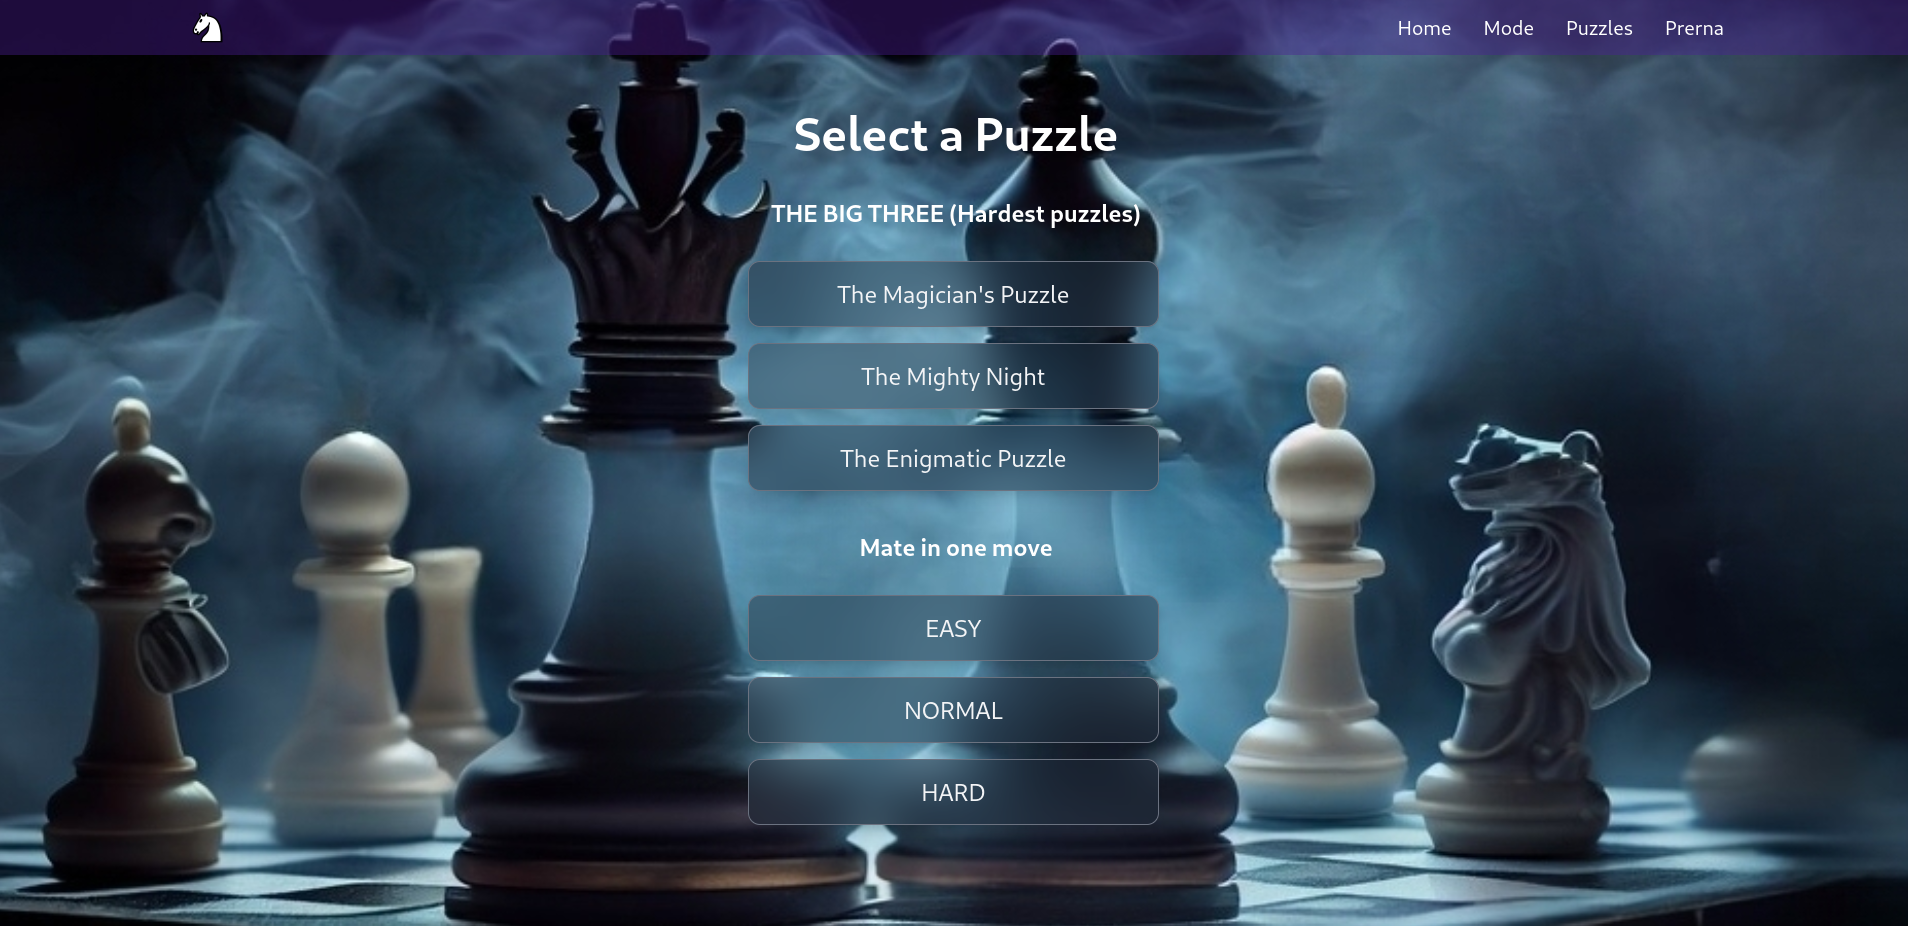 Home
Mode
Puzzles
Prerna
Select a Puzzle
THE BIG THREE (Hardest puzzles)
The Magician's Puzzle
The Mighty Night
The Enigmatic Puzzle
Mate in one move
EASY
NORMAL
HARD